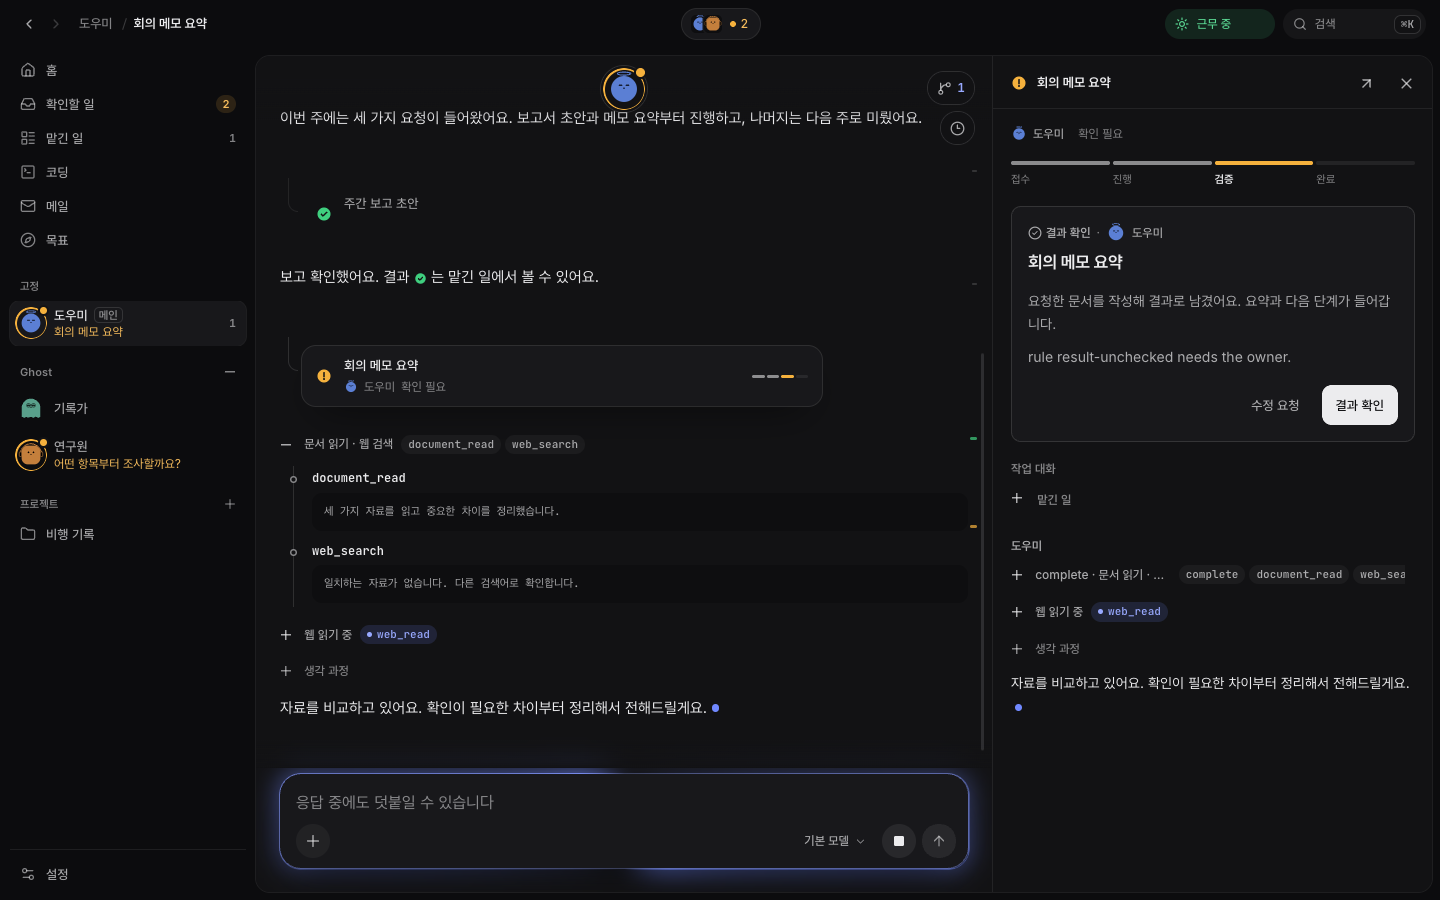 도우미 / 회의 메모 요약
2
근무 중
검색
⌘K
홈
확인할 일
2
맡긴 일
1
코딩
메일
목표
고정
도우미 메인
회의 메모 요약
1
Ghost
기록가
연구원
어떤 항목부터 조사할까요?
프로젝트
비행 기록
설정
1
이번 주에는 세 가지 요청이 들어왔어요. 보고서 초안과 메모 요약부터 진행하고, 나머지는 다음 주로 미뤘어요.
주간 보고 초안
보고 확인했어요. 결과 는 맡긴 일에서 볼 수 있어요.
회의 메모 요약
도우미 확인 필요
문서 읽기 · 웹 검색 document_read web_search
document_read
세 가지 자료를 읽고 중요한 차이를 정리했습니다.
web_search
일치하는 자료가 없습니다. 다른 검색어로 확인합니다.
웹 읽기 중 web_read
생각 과정
자료를 비교하고 있어요. 확인이 필요한 차이부터 정리해서 전해드릴게요.
응답 중에도 덧붙일 수 있습니다
기본 모델
회의 메모 요약
도우미 확인 필요
접수 진행 검증 완료
결과 확인 · 도우미
회의 메모 요약
요청한 문서를 작성해 결과로 남겼어요. 요약과 다음 단계가 들어갑
니다.
rule result-unchecked needs the owner.
수정 요청 결과 확인
작업 대화
맡긴 일
도우미
complete · 문서 읽기 · ... complete document_read web_sea
웹 읽기 중 web_read
생각 과정
자료를 비교하고 있어요. 확인이 필요한 차이부터 정리해서 전해드릴게요.